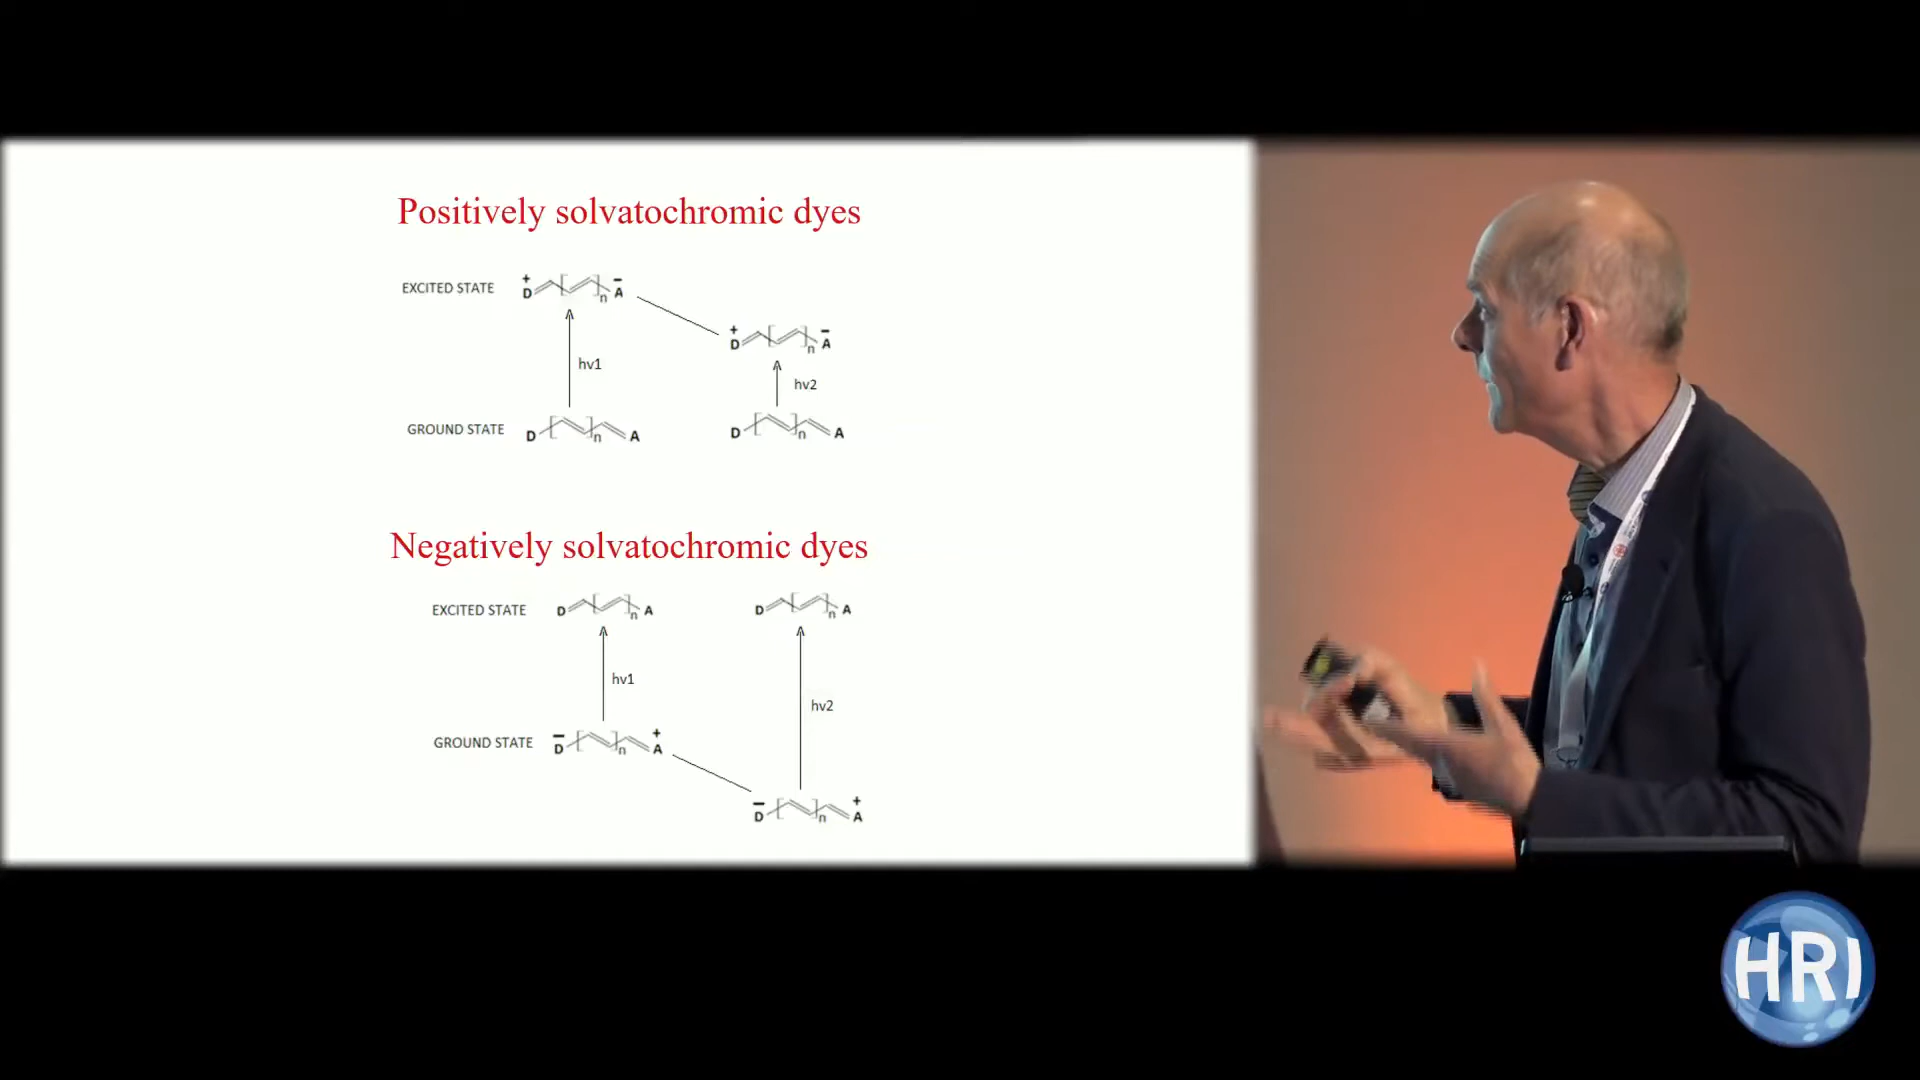 Positively solvatochromic dyes
EXCITED STATE
+ D n − A
+ D n − A
hv1
hv2
GROUND STATE
D n A
D n A
Negatively solvatochromic dyes
EXCITED STATE
D n A
D n A
hv1
hv2
GROUND STATE
− D n + A
− D n + A
HRI